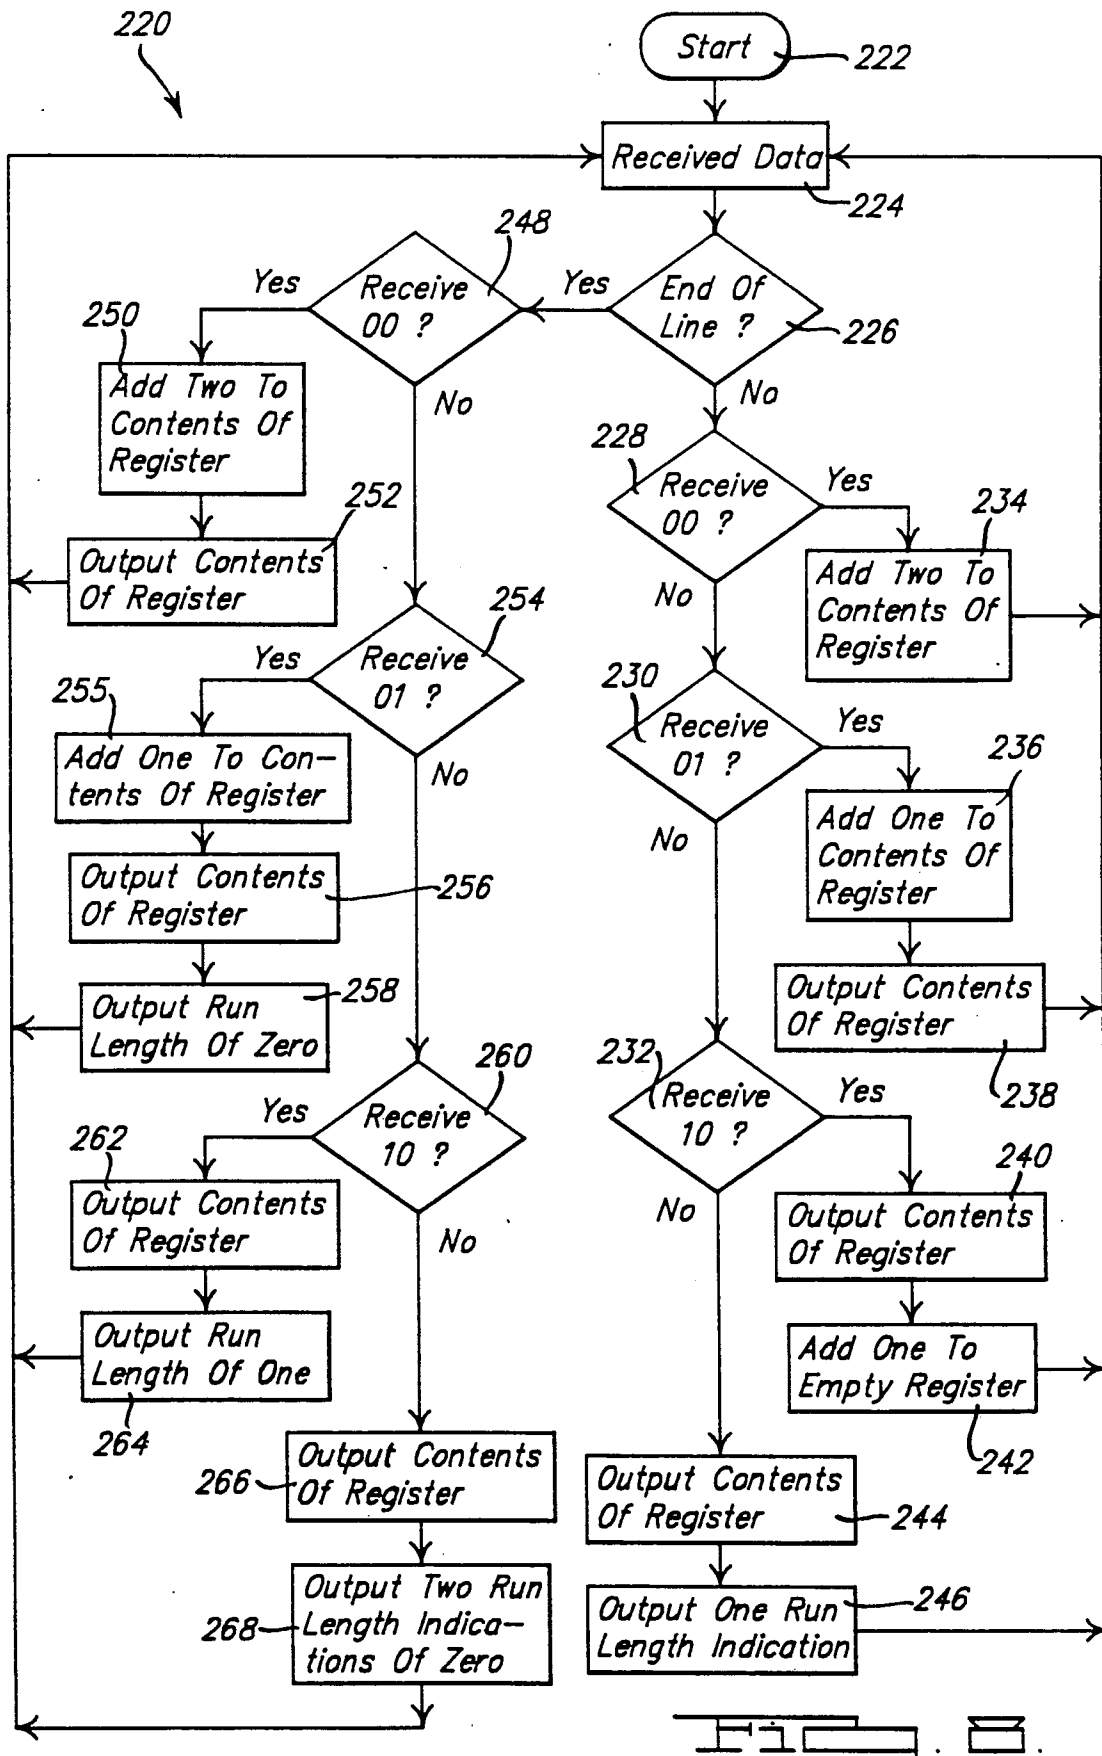 220
Start
222
Received Data
224
248
Yes
Receive
00 ?
Yes
End Of
Line ?
226
250
Add Two To
Contents Of
Register
No
No
228
Receive
00 ?
Yes
234
252
Output Contents
Of Register
Add Two To
Contents Of
Register
No
254
Yes
Receive
01 ?
230
Receive
01 ?
Yes
255
Add One To Con-
tents Of Register
No
236
Add One To
Contents Of
Register
No
Output Contents
Of Register
256
258
Output Run
Length Of Zero
Output Contents
Of Register
238
260
Yes
Receive
10 ?
232
Receive
10 ?
Yes
262
Output Contents
Of Register
No
No
240
Output Contents
Of Register
Output Run
Length Of One
264
Add One To
Empty Register
242
266
Output Contents
Of Register
Output Contents
Of Register
244
268
Output Two Run
Length Indica-
tions Of Zero
Output One Run
Length Indication
246